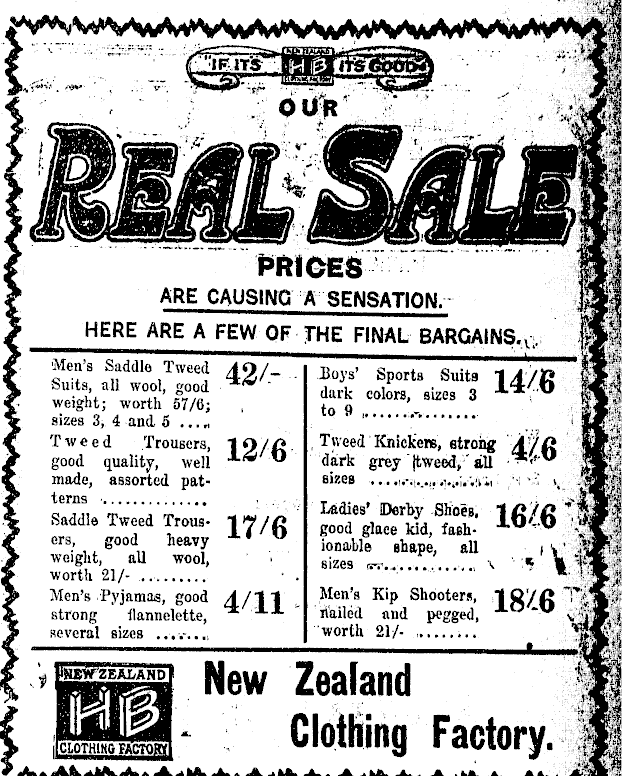 "IF IT'S
NEW ZEALAND
HB
CLOTHING FACTORY
IT'S GOOD"
OUR
REAL SALE
PRICES
ARE CAUSING A SENSATION.
HERE ARE A FEW OF THE FINAL BARGAINS.
Men's Saddle Tweed
Suits, all wool, good
weight; worth 57/6;
sizes 3, 4 and 5 ....
42/-
Tweed Trousers,
good quality, well
made, assorted pat-
terns .............
12/6
Saddle Tweed Trous-
ers, good heavy
weight, all wool,
worth 21/- .........
17/6
Men's Pyjamas, good
strong flannelette,
several sizes .......
4/11
Boys' Sports Suits
dark colors, sizes 3
to 9 ...............
14/6
Tweed Knickers, strong
dark grey tweed, all
sizes ................
4/6
Ladies' Derby Shoes,
good glace kid, fash-
ionable shape, all
sizes ..............
16/6
Men's Kip Shooters,
nailed and pegged,
worth 21/- ........
18/6
NEW ZEALAND
HB
CLOTHING FACTORY
New Zealand
Clothing Factory.